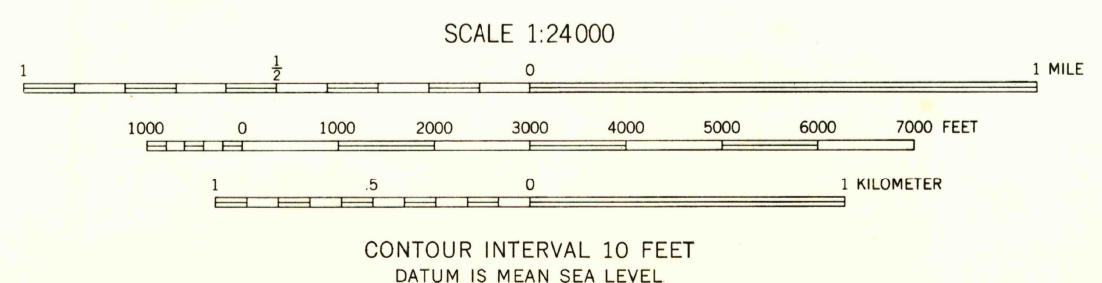 SCALE 1:24000
1 1/2 0 1 MILE
1000 0 1000 2000 3000 4000 5000 6000 7000 FEET
1 .5 0 1 KILOMETER
CONTOUR INTERVAL 10 FEET
DATUM IS MEAN SEA LEVEL